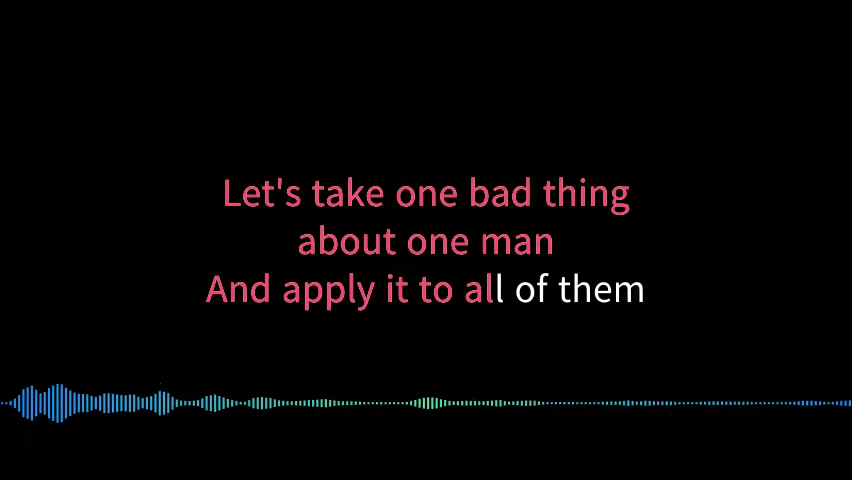 Let's take one bad thing
about one man
And apply it to all of them